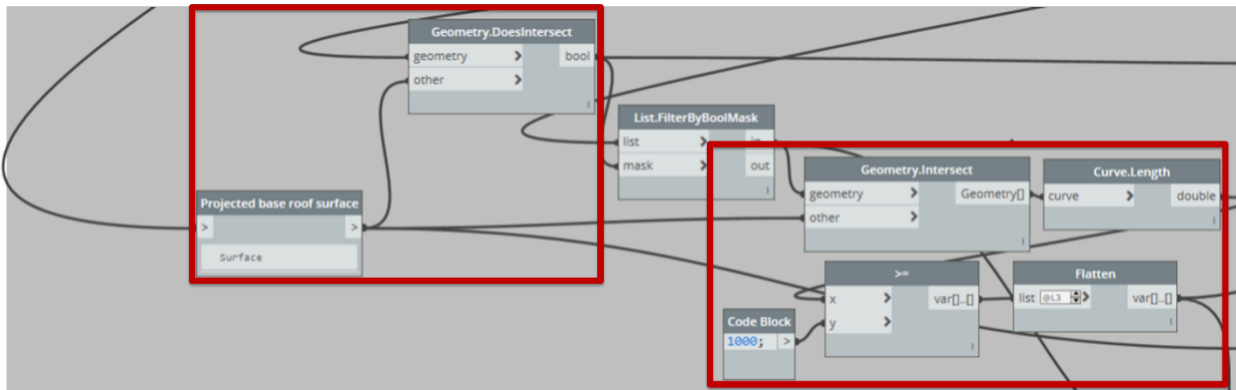 Geometry.DoesIntersect
geometry > bool
other >
List.FilterByBoolMask
list > in
mask > out
Projected base roof surface
> >
Surface
Geometry.Intersect
geometry > Geometry[]
other >
Curve.Length
curve > double
>=
x > var[]..[]
y >
Code Block
1000; >
Flatten
list @L3 > var[]..[]